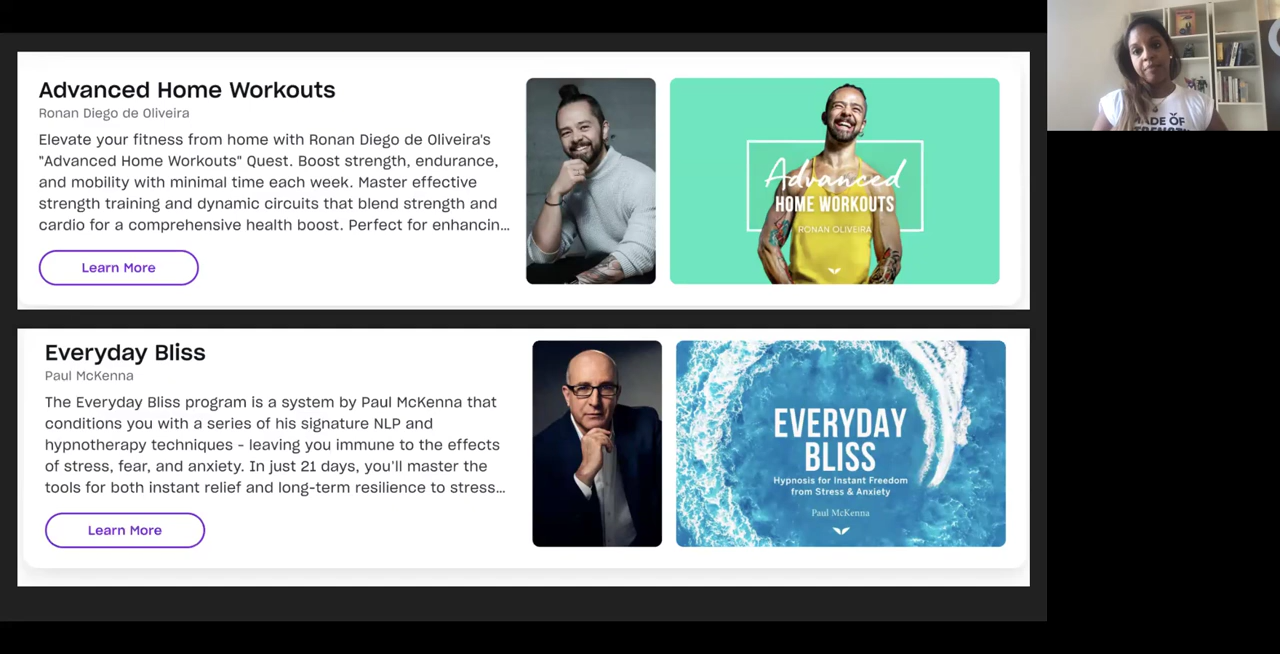 Advanced Home Workouts
Ronan Diego de Oliveira
Elevate your fitness from home with Ronan Diego de Oliveira's
"Advanced Home Workouts" Quest. Boost strength, endurance,
and mobility with minimal time each week. Master effective
strength training and dynamic circuits that blend strength and
cardio for a comprehensive health boost. Perfect for enhancin...
Learn More
Advanced
HOME WORKOUTS
RONAN OLIVEIRA
Everyday Bliss
Paul McKenna
The Everyday Bliss program is a system by Paul McKenna that
conditions you with a series of his signature NLP and
hypnotherapy techniques - leaving you immune to the effects
of stress, fear, and anxiety. In just 21 days, you'll master the
tools for both instant relief and long-term resilience to stress...
Learn More
EVERYDAY
BLISS
Hypnosis for Instant Freedom
from Stress & Anxiety
Paul McKenna
OF